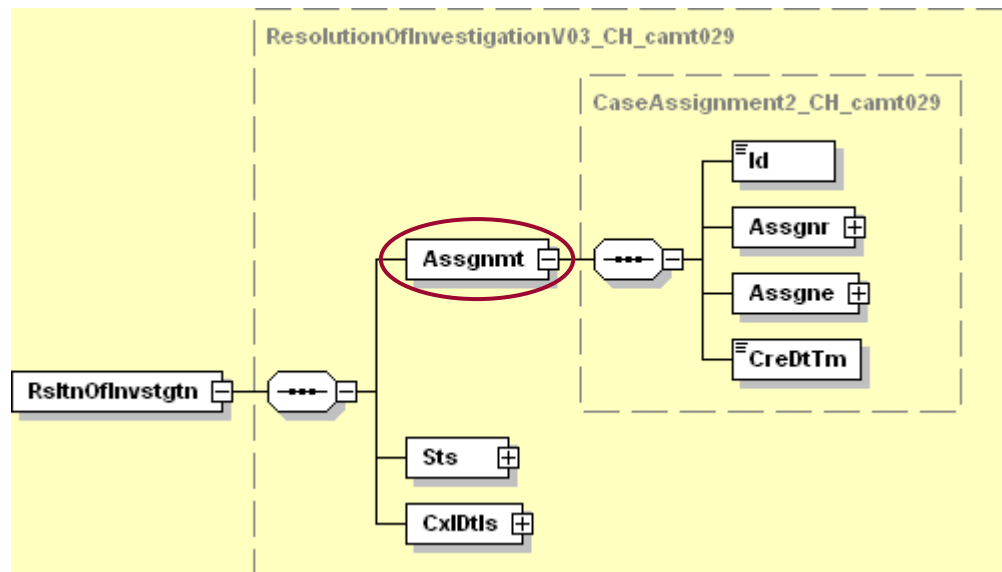 ResolutionOfInvestigationV03_CH_camt029
CaseAssignment2_CH_camt029
Id
Assgnr
Assgnmt
Assgne
CreDtTm
RsltnOfInvstgtn
Sts
CxlDtls